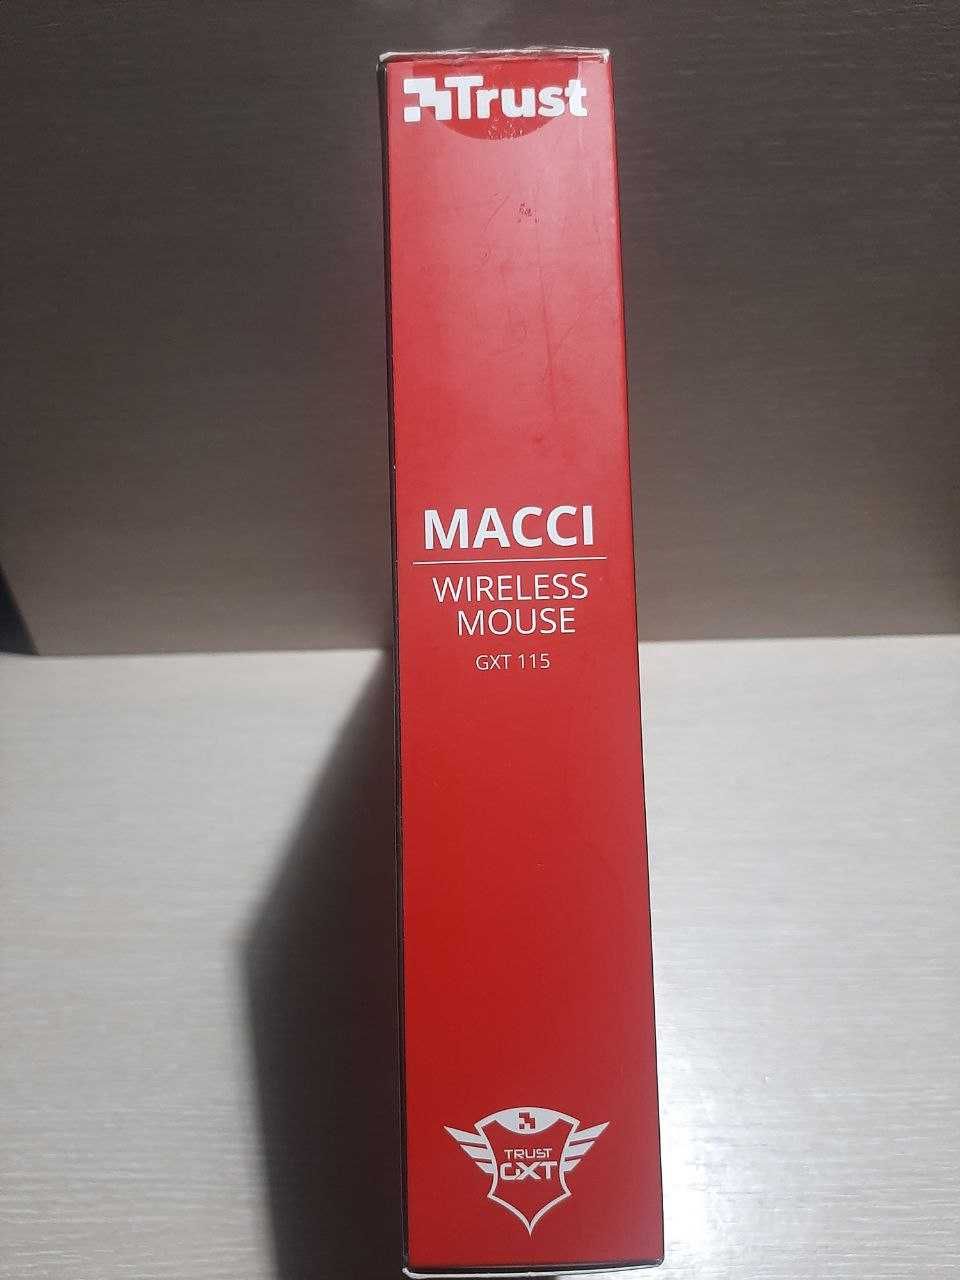 Trust
MACCI
WIRELESS
MOUSE
GXT 115
TRUST
GXT